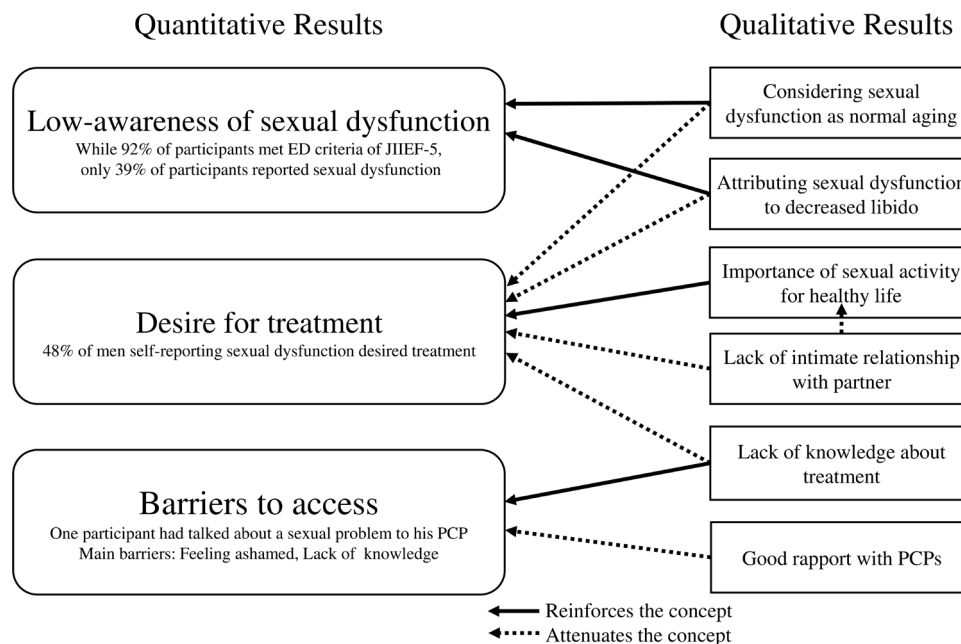 Quantitative Results
Qualitative Results
Low-awareness of sexual dysfunction
While 92% of participants met ED criteria of JIIEF-5,
only 39% of participants reported sexual dysfunction
Desire for treatment
48% of men self-reporting sexual dysfunction desired treatment
Barriers to access
One participant had talked about a sexual problem to his PCP
Main barriers: Feeling ashamed, Lack of knowledge
Considering sexual
dysfunction as normal aging
Attributing sexual dysfunction
to decreased libido
Importance of sexual activity
for healthy life
Lack of intimate relationship
with partner
Lack of knowledge about
treatment
Good rapport with PCPs
Reinforces the concept
Attenuates the concept